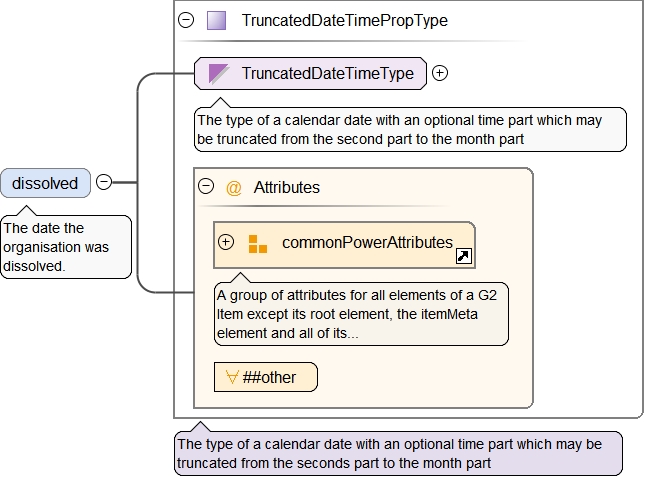 TruncatedDateTimePropType
TruncatedDateTimeType
The type of a calendar date with an optional time part which may
be truncated from the second part to the month part
dissolved
The date the
organisation was
dissolved.
@ Attributes
commonPowerAttributes
A group of attributes for all elements of a G2
Item except its root element, the itemMeta
element and all of its...
##other
The type of a calendar date with an optional time part which may be
truncated from the seconds part to the month part